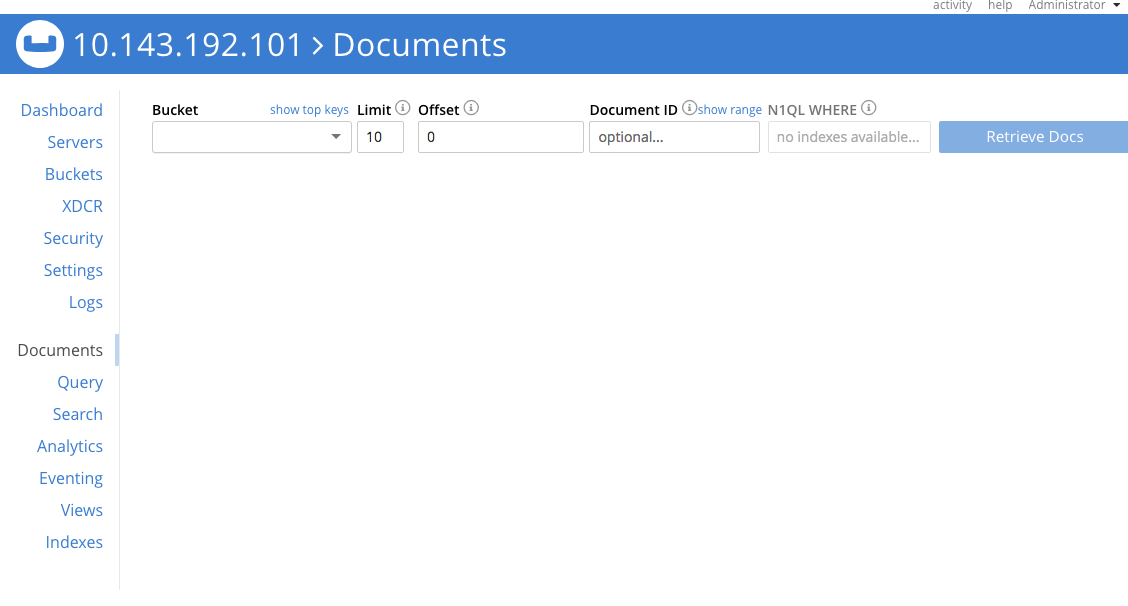 activity help Administrator
10.143.192.101 > Documents
Dashboard
Servers
Buckets
XDCR
Security
Settings
Logs
Documents
Query
Search
Analytics
Eventing
Views
Indexes
Bucket show top keys Limit Offset Document ID show range N1QL WHERE
10 0 optional... no indexes available... Retrieve Docs